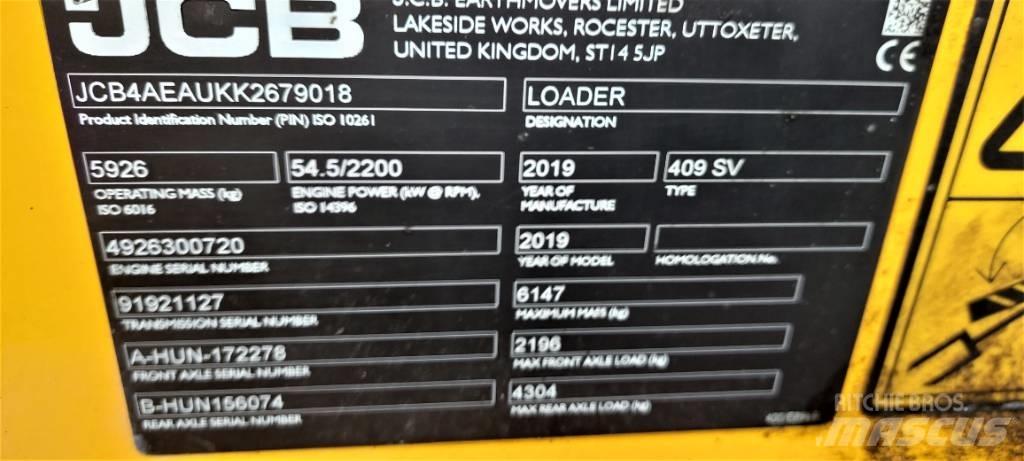 JCB
J.C.B. EARTHMOVERS LIMITED
LAKESIDE WORKS, ROCESTER, UTTOXETER,
UNITED KINGDOM, ST14 5JP
CE
JCB4AEAUKK2679018
Product Identification Number (PIN) ISO 10261
LOADER
DESIGNATION
5926
OPERATING MASS (kg)
ISO 6016
54.5/2200
ENGINE POWER (kW @ RPM),
ISO 14396
2019
YEAR OF
MANUFACTURE
409 SV
TYPE
4926300720
ENGINE SERIAL NUMBER
2019
YEAR OF MODEL
HOMOLOGATION No.
91921127
TRANSMISSION SERIAL NUMBER
6147
MAXIMUM MASS (kg)
A-HUN-172278
FRONT AXLE SERIAL NUMBER
2196
MAX FRONT AXLE LOAD (kg)
B-HUN156074
REAR AXLE SERIAL NUMBER
4304
MAX REAR AXLE LOAD (kg)
RITCHIE BROS.
MASCUS